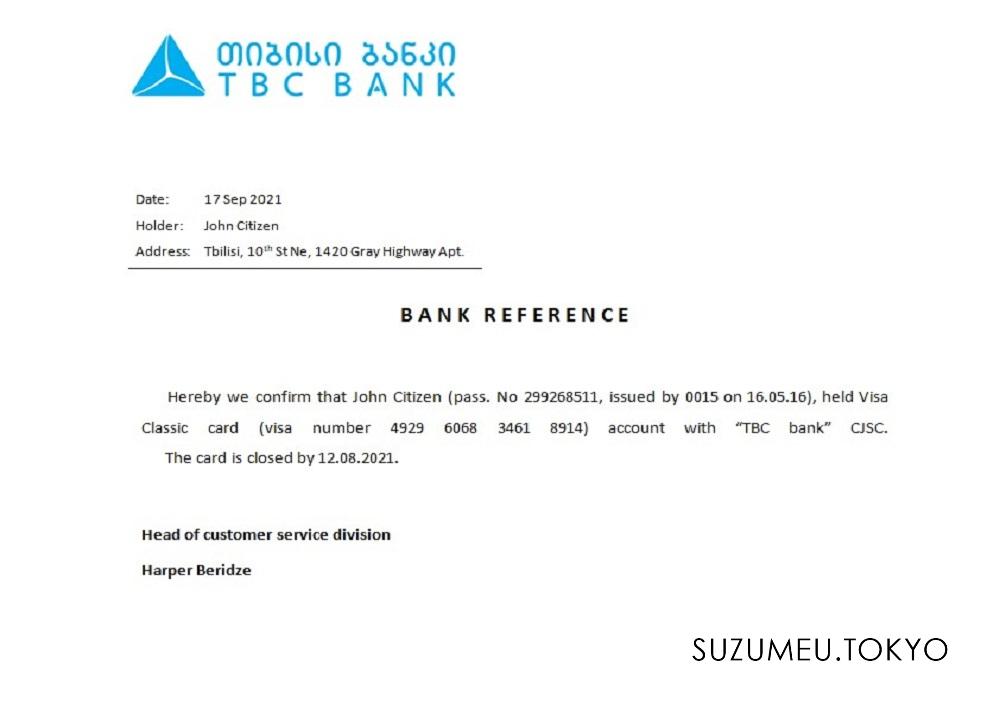 თიბისი ბანკი
TBC BANK
Date: 17 Sep 2021
Holder: John Citizen
Address: Tbilisi, 10th St Ne, 1420 Gray Highway Apt.
BANK REFERENCE
Hereby we confirm that John Citizen (pass. No 299268511, issued by 0015 on 16.05.16), held Visa
Classic card (visa number 4929 6068 3461 8914) account with “TBC bank” CJSC.
The card is closed by 12.08.2021.
Head of customer service division
Harper Beridze
SUZUMEU.TOKYO